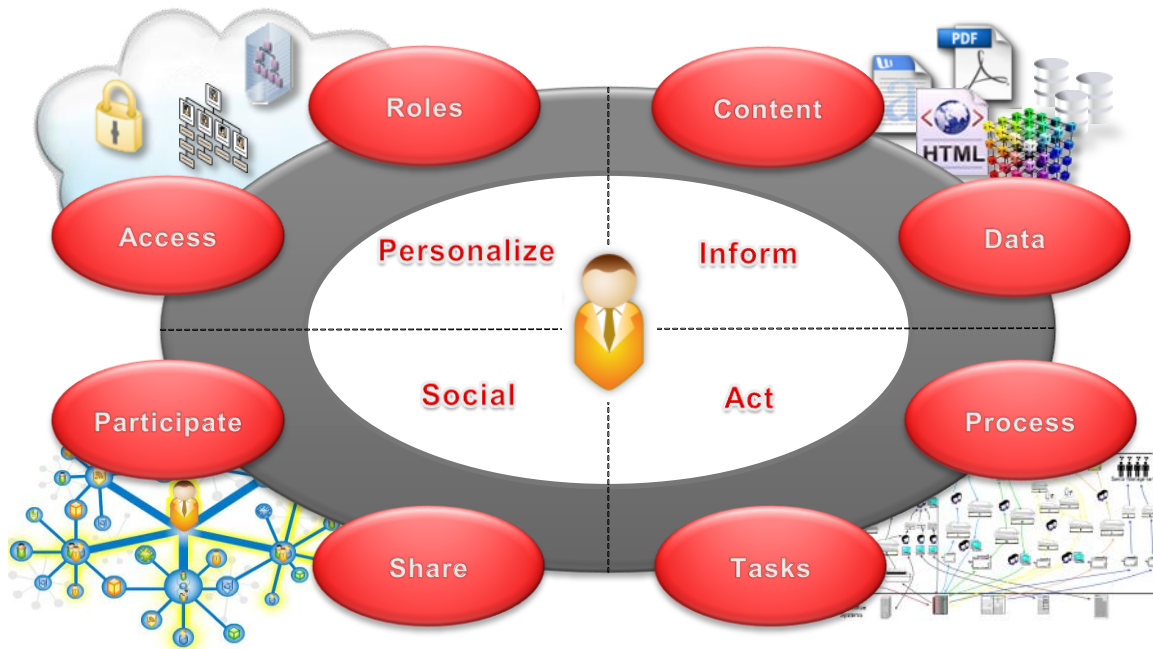 PDF
W
Roles
Content
a
< >
HTML
Access
Data
Personalize
Inform
Social
Act
Participate
Process
Share
Tasks